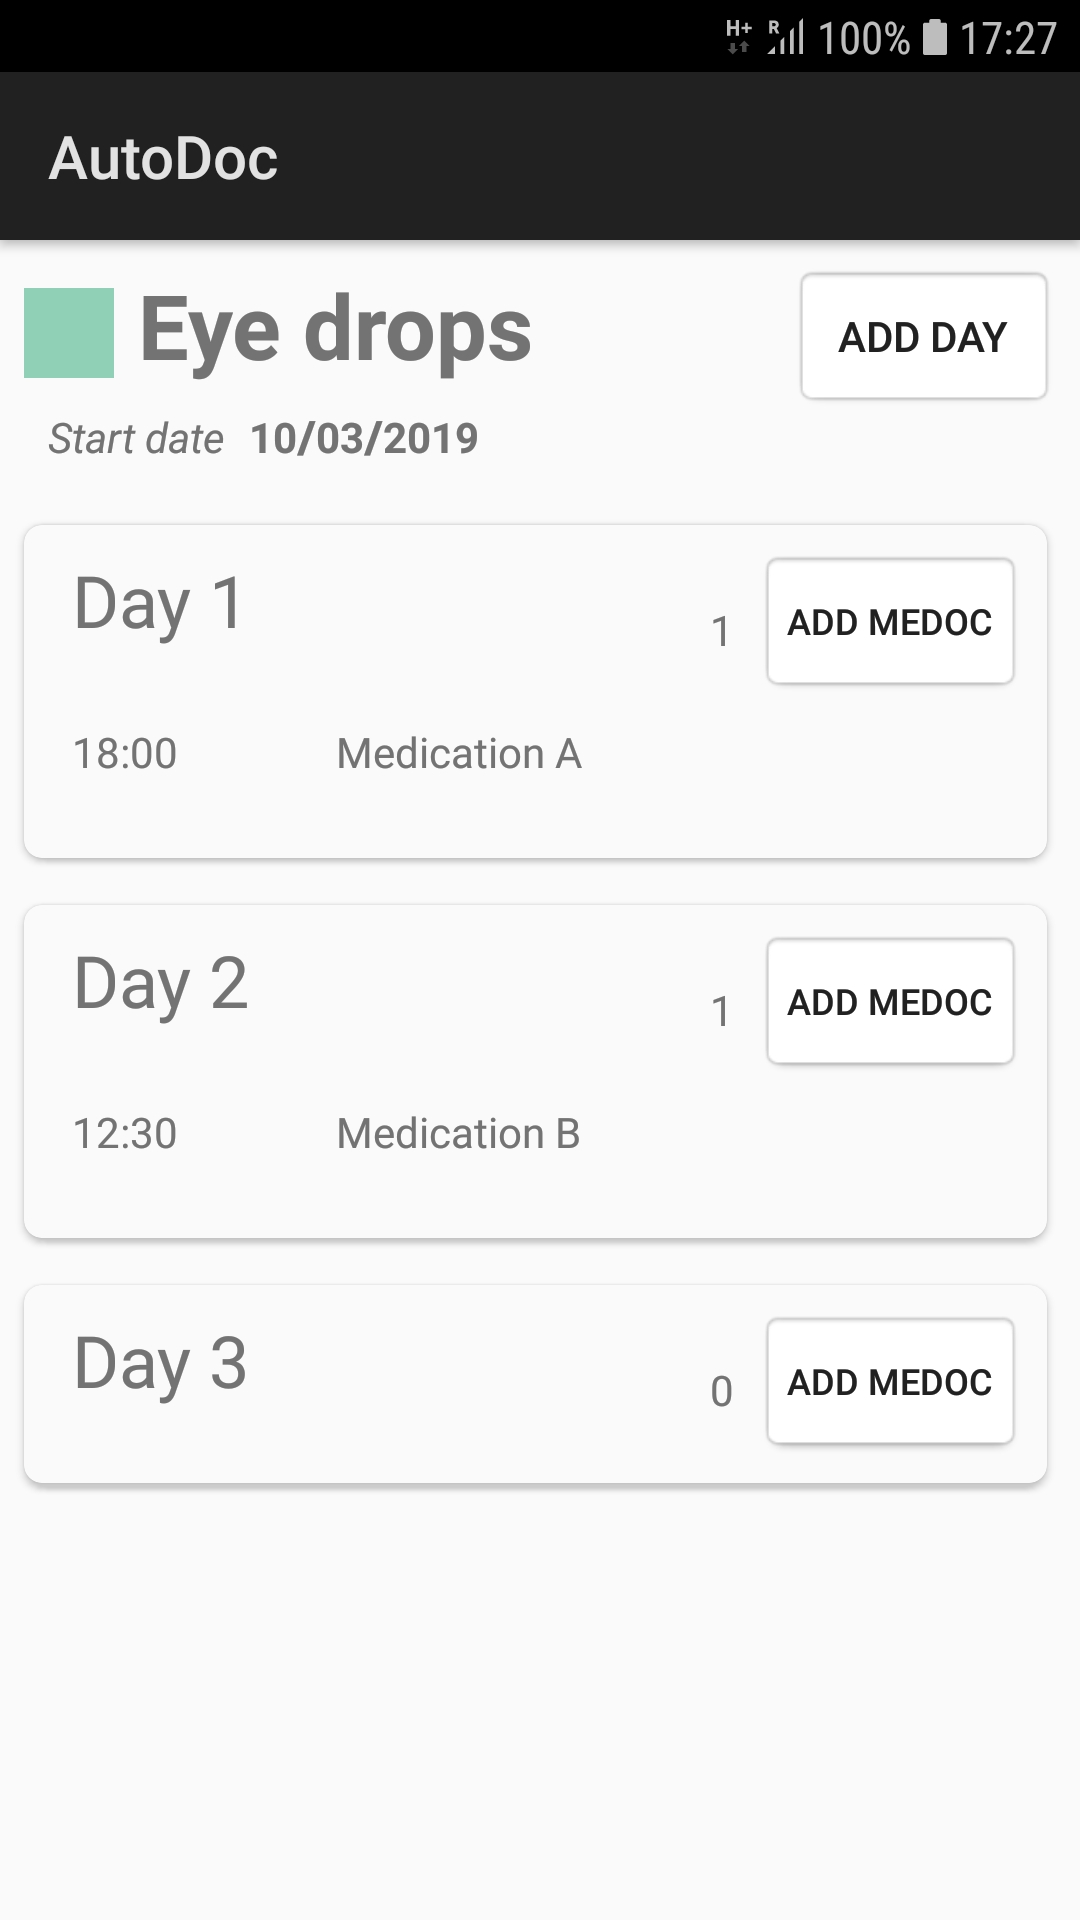 H+ R 100% 17:27
AutoDoc
Eye drops ADD DAY
Start date 10/03/2019
Day 1 1 ADD MEDOC
18:00 Medication A
Day 2 1 ADD MEDOC
12:30 Medication B
Day 3 0 ADD MEDOC